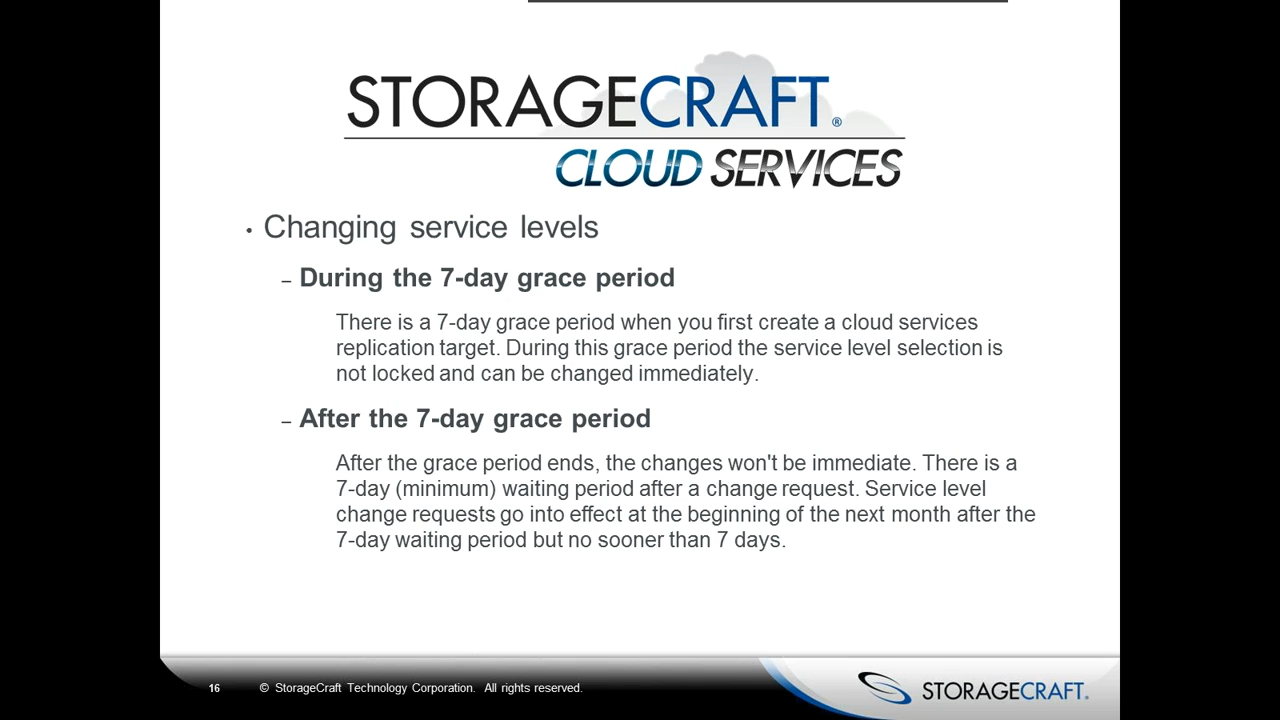 STORAGECRAFT®
CLOUD SERVICES
• Changing service levels
– During the 7-day grace period
There is a 7-day grace period when you first create a cloud services
replication target. During this grace period the service level selection is
not locked and can be changed immediately.
– After the 7-day grace period
After the grace period ends, the changes won't be immediate. There is a
7-day (minimum) waiting period after a change request. Service level
change requests go into effect at the beginning of the next month after the
7-day waiting period but no sooner than 7 days.
16 © StorageCraft Technology Corporation. All rights reserved.
STORAGECRAFT®